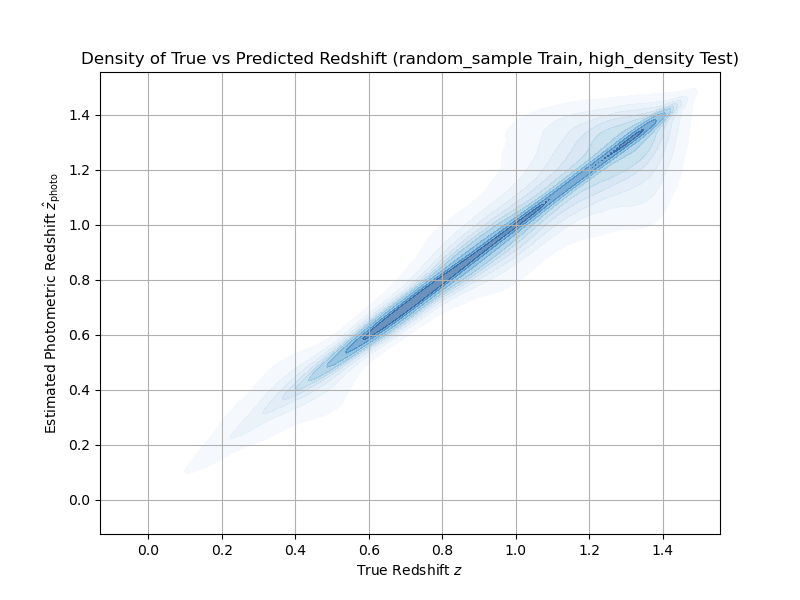 Density of True vs Predicted Redshift (random_sample Train, high_density Test)
Estimated Photometric Redshift ẑphoto
1.4
1.2
1.0
0.8
0.6
0.4
0.2
0.0
0.0 0.2 0.4 0.6 0.8 1.0 1.2 1.4
True Redshift z